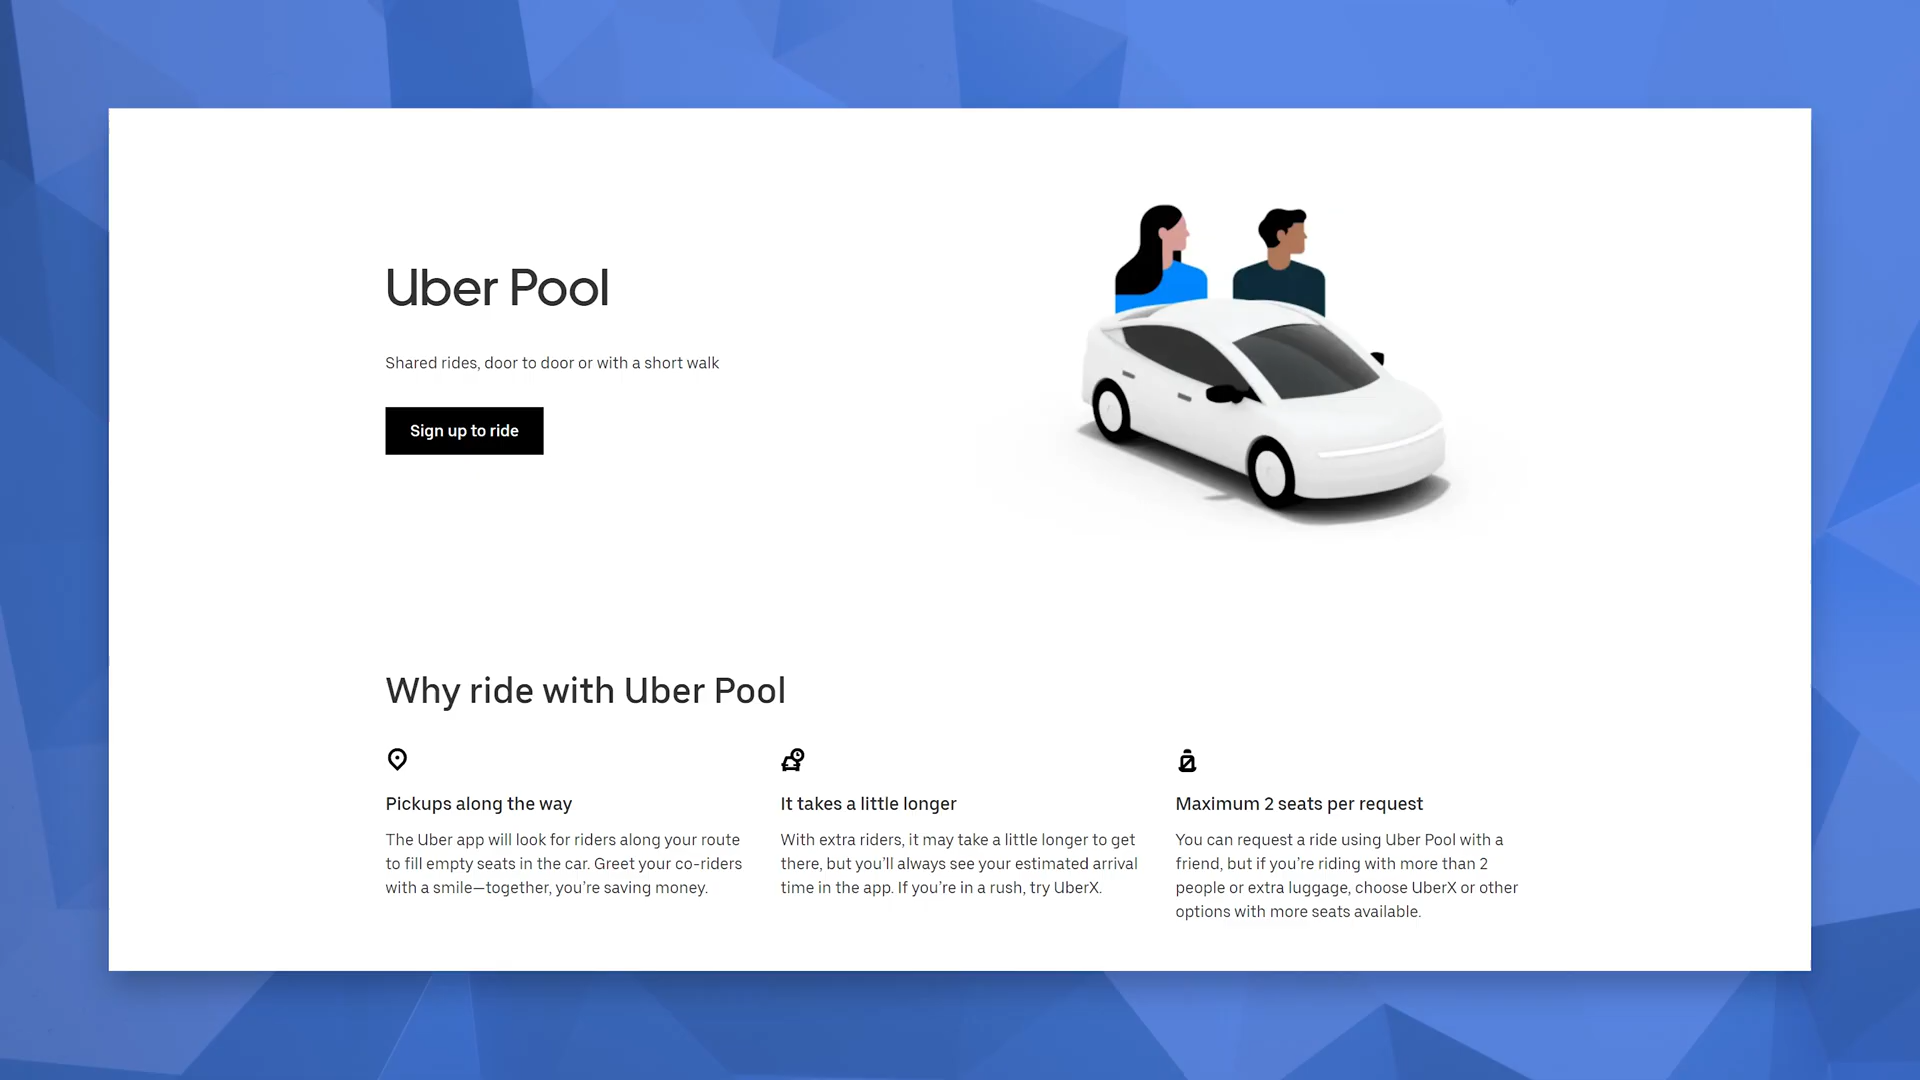 Uber Pool
Shared rides, door to door or with a short walk
Sign up to ride
Why ride with Uber Pool
Pickups along the way
The Uber app will look for riders along your route
to fill empty seats in the car. Greet your co-riders
with a smile—together, you’re saving money.
It takes a little longer
With extra riders, it may take a little longer to get
there, but you’ll always see your estimated arrival
time in the app. If you’re in a rush, try UberX.
Maximum 2 seats per request
You can request a ride using Uber Pool with a
friend, but if you’re riding with more than 2
people or extra luggage, choose UberX or other
options with more seats available.